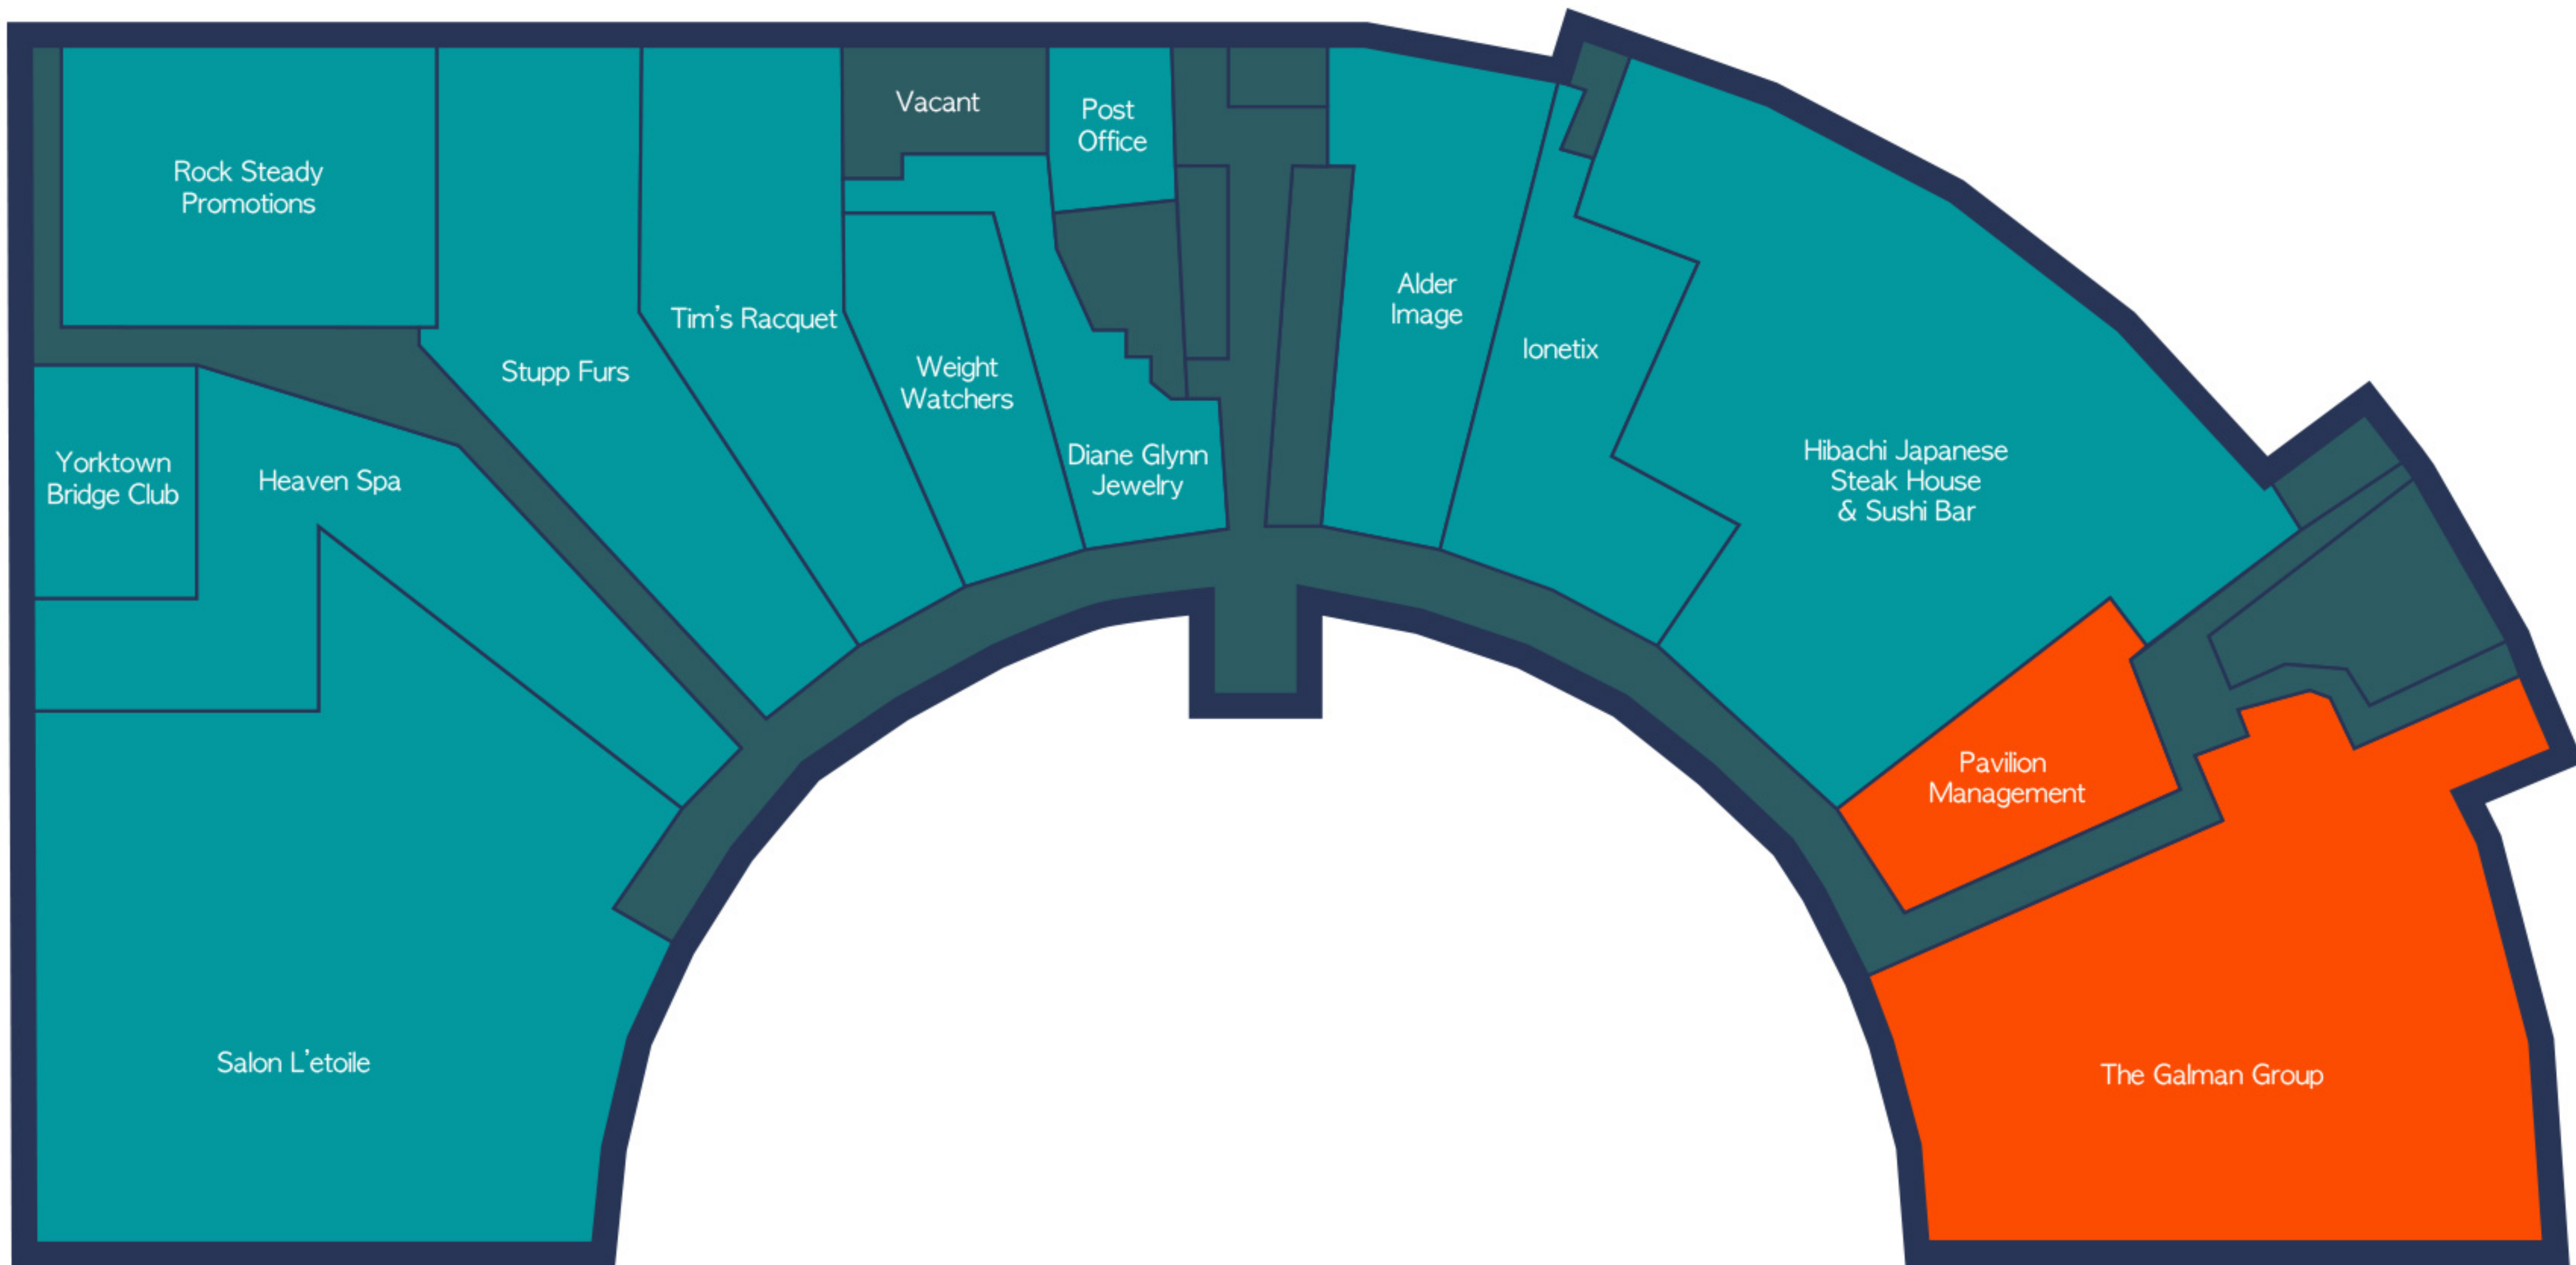 Rock Steady
Promotions
Stupp Furs
Tim's Racquet
Vacant
Post
Office
Weight
Watchers
Diane Glynn
Jewelry
Alder
Image
Ionetix
Hibachi Japanese
Steak House
& Sushi Bar
Yorktown
Bridge Club
Heaven Spa
Pavilion
Management
Salon L'etoile
The Galman Group